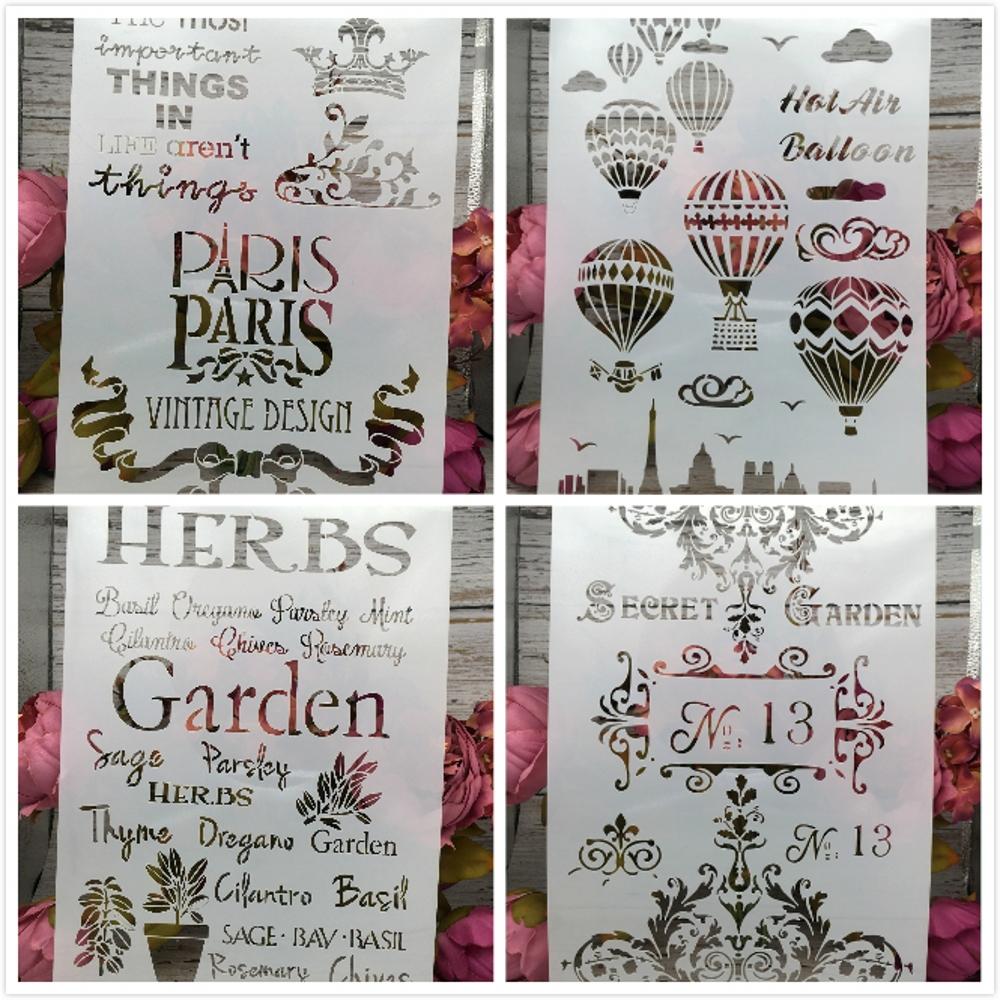 THE MOST
important
THINGS
IN
LIFE aren't
things
PARIS
PARIS
VINTAGE DESIGN
Hot Air
Balloon
HERBS
Basil Oregano Parsley Mint
Cilantro Chives Rosemary
Garden
Sage Parsley
HERBS
Thyme Oregano Garden
Cilantro Basil
SAGE · BAY · BASIL
Rosemary Chives
SECRET GARDEN
No: 13
No: 13